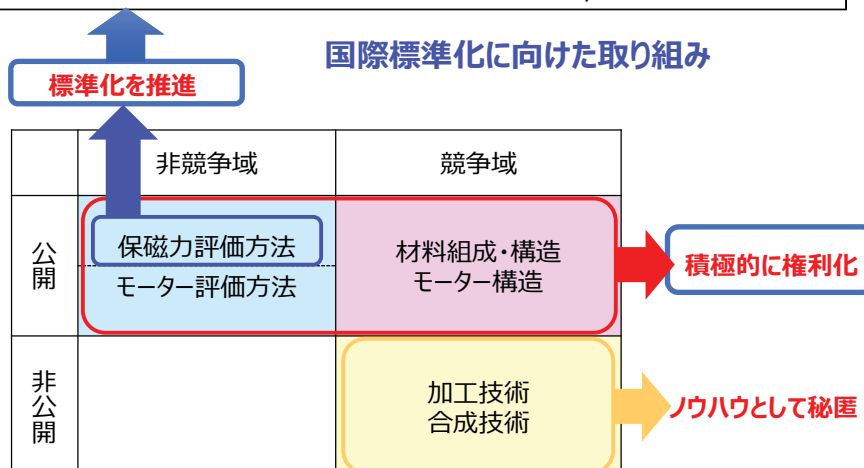 国際標準化に向けた取り組み
標準化を推進
非競争域
競争域
公開
保磁力評価方法
モーター評価方法
材料組成・構造
モーター構造
積極的に権利化
非公開
加工技術
合成技術
ノウハウとして秘匿